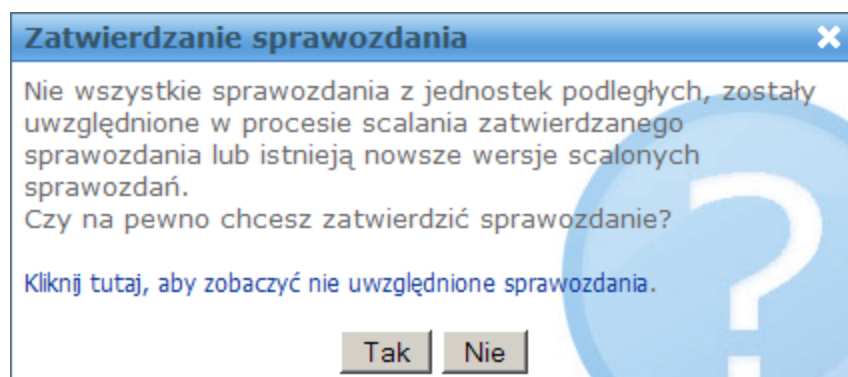 Zatwierdzanie sprawozdania
Nie wszystkie sprawozdania z jednostek podległych, zostały
uwzględnione w procesie scalania zatwierdzanego
sprawozdania lub istnieją nowsze wersje scalonych
sprawozdań.
Czy na pewno chcesz zatwierdzić sprawozdanie?
Kliknij tutaj, aby zobaczyć nie uwzględnione sprawozdania.
Tak Nie